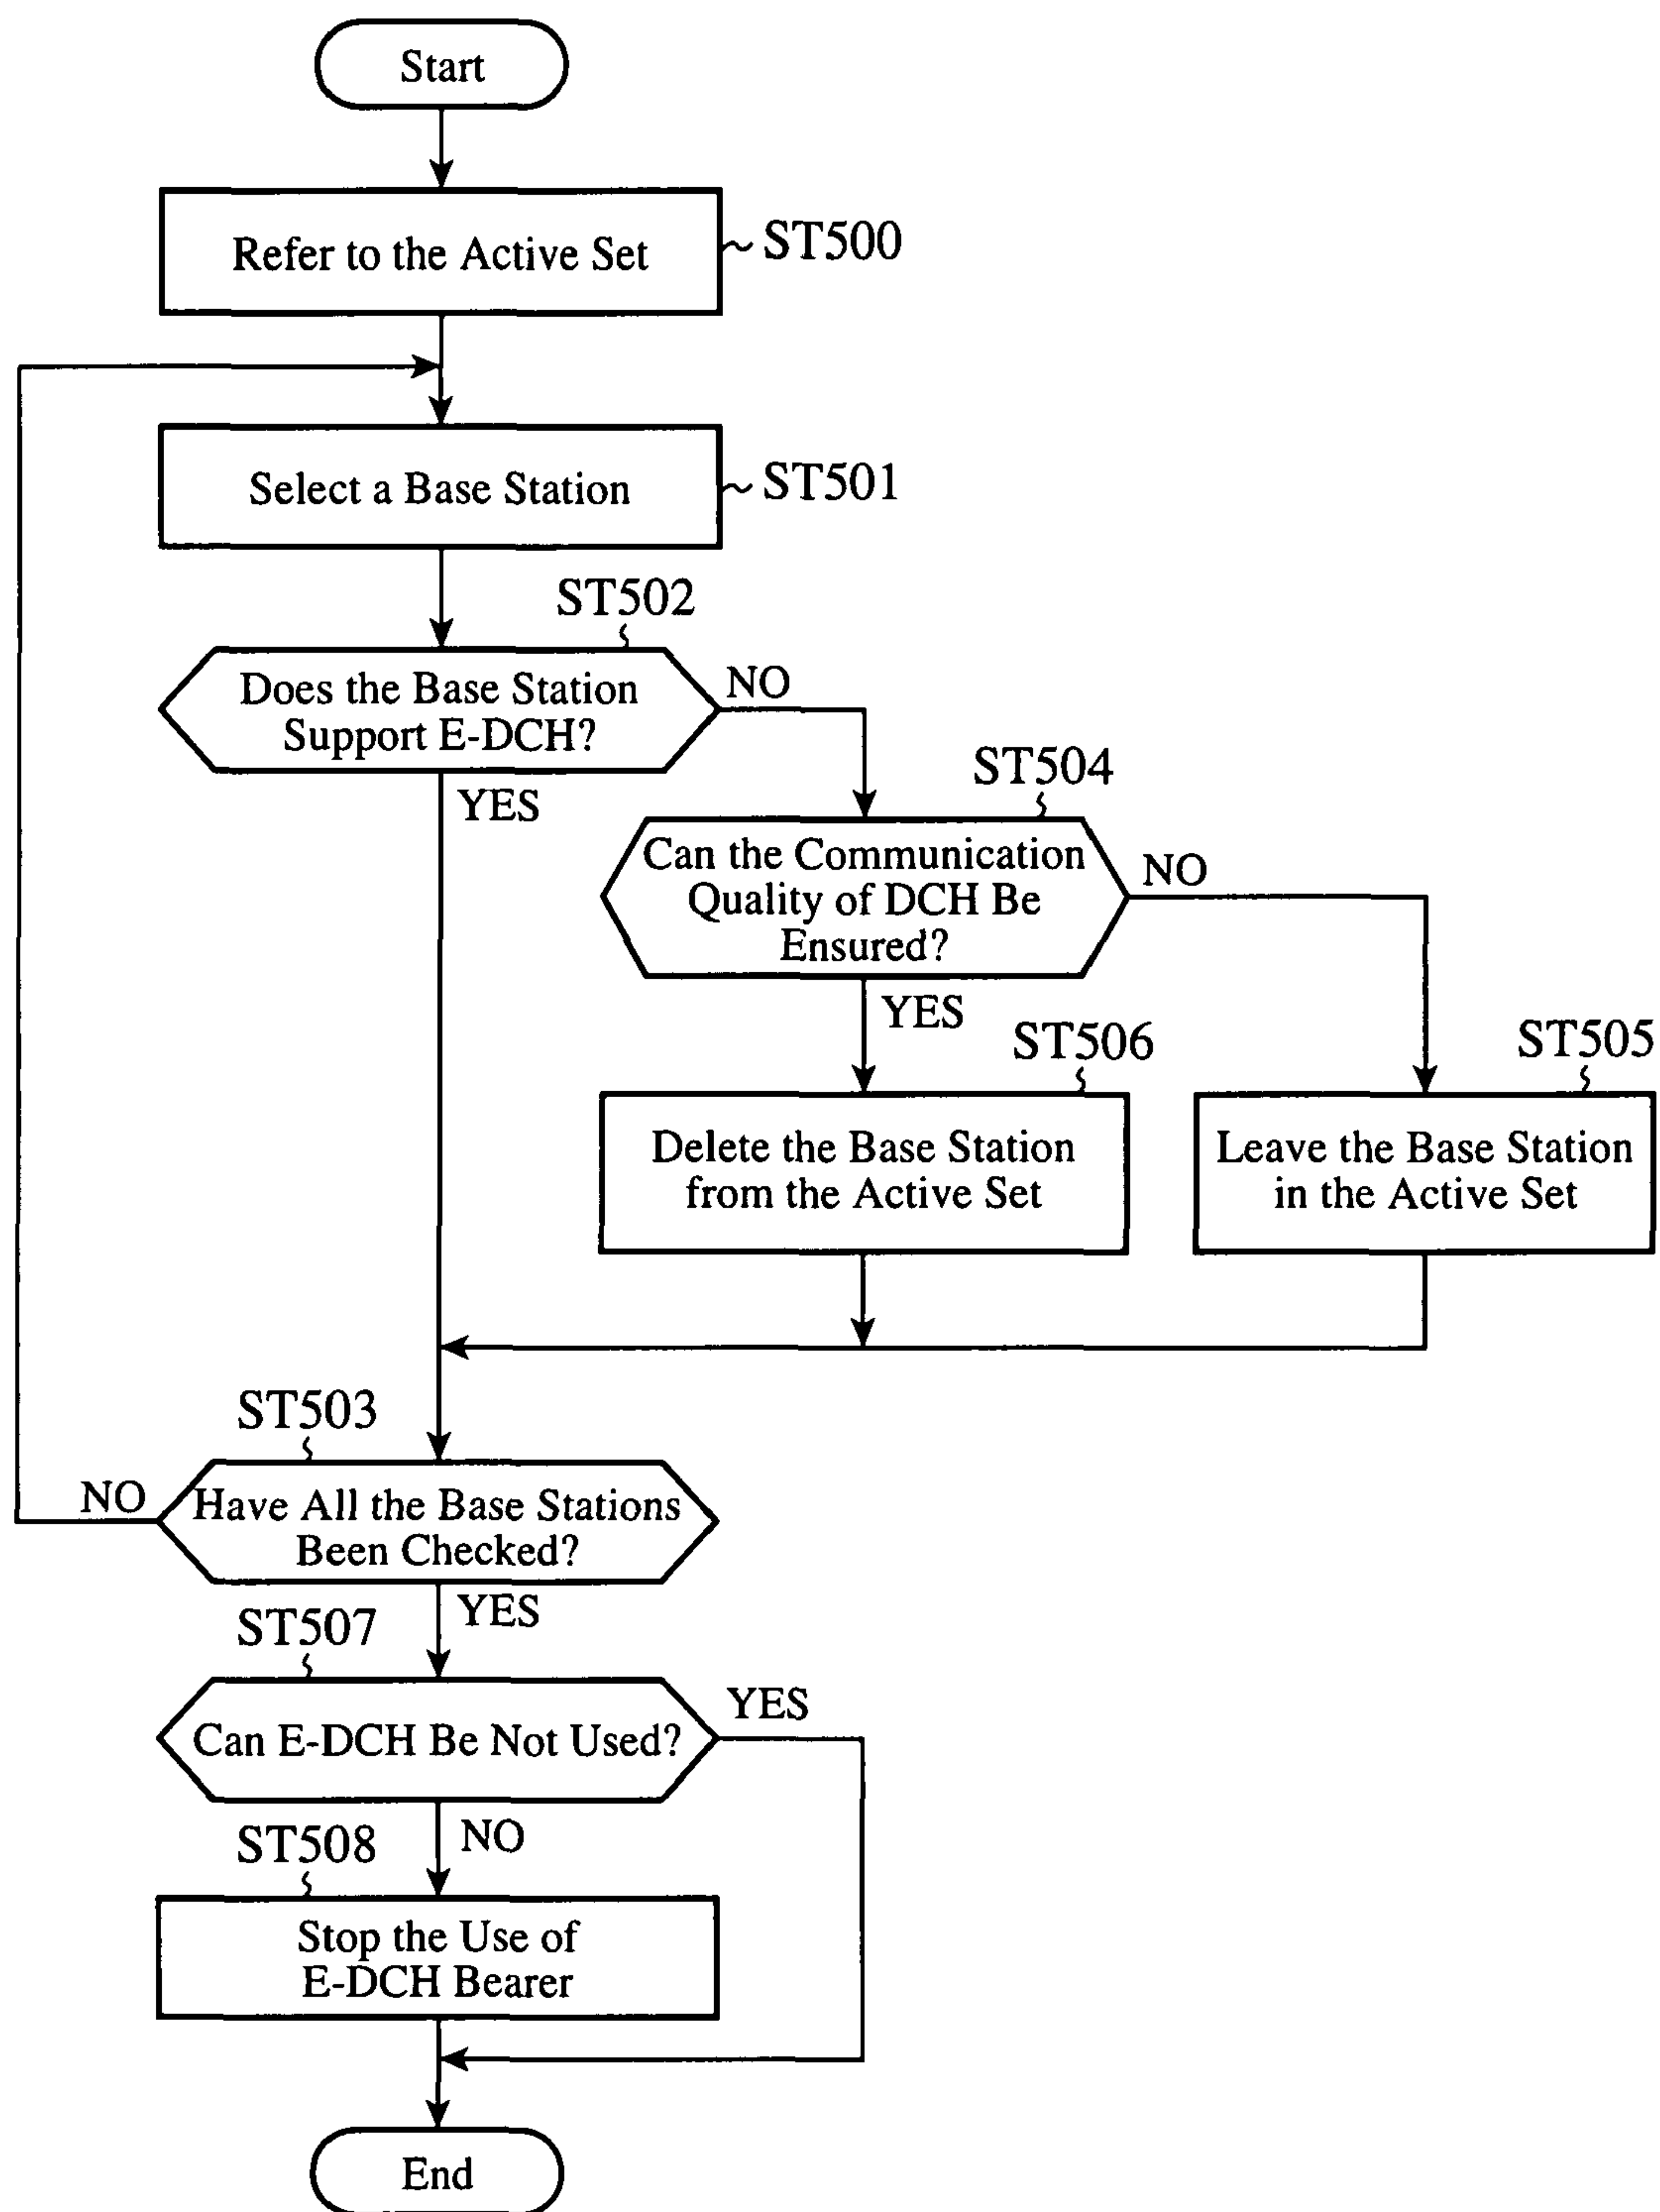 Start
Refer to the Active Set
ST500
Select a Base Station
ST501
ST502
Does the Base Station
Support E-DCH?
NO
YES
ST504
Can the Communication
Quality of DCH Be
Ensured?
NO
YES
ST506
Delete the Base Station
from the Active Set
ST505
Leave the Base Station
in the Active Set
ST503
NO
Have All the Base Stations
Been Checked?
YES
ST507
Can E-DCH Be Not Used?
YES
NO
ST508
Stop the Use of
E-DCH Bearer
End